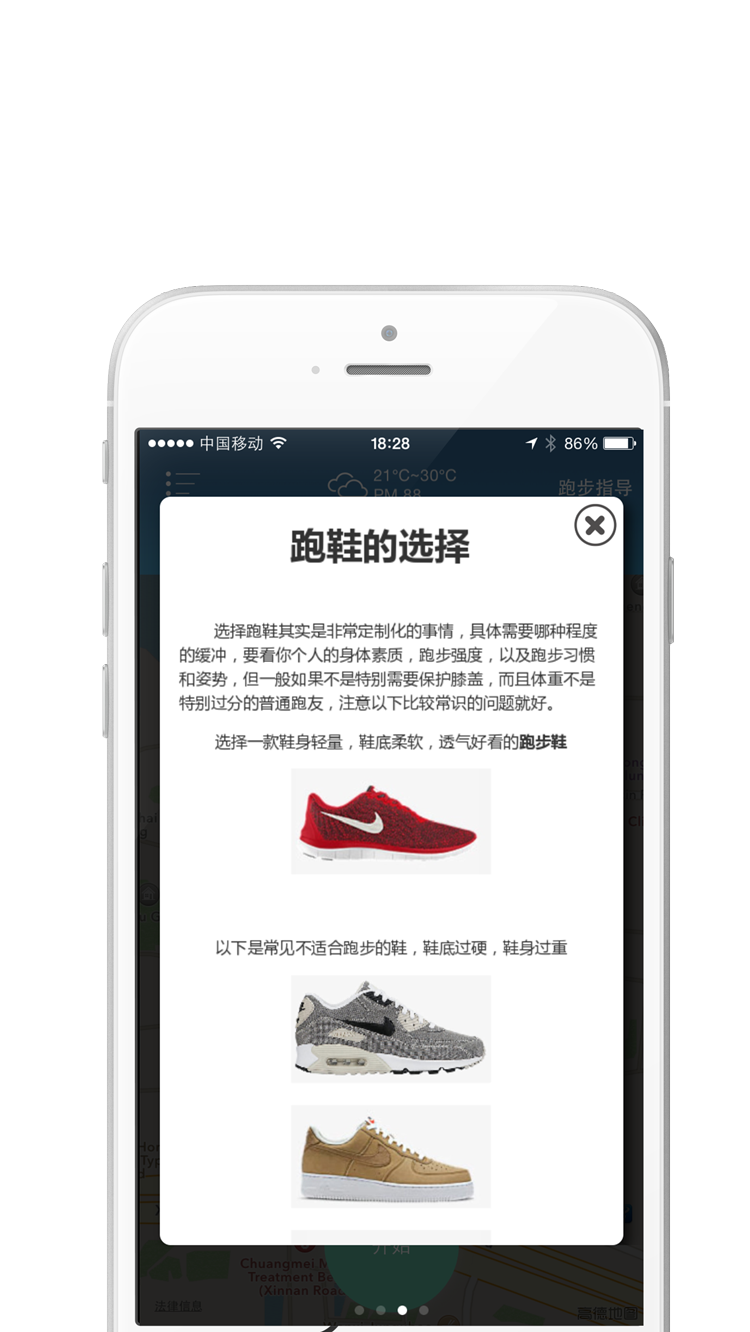 中国移动 18:28 86%
21°C~30°C
PM 88
跑步指导
跑鞋的选择
选择跑鞋其实是非常定制化的事情，具体需要哪种程度
的缓冲，要看你个人的身体素质，跑步强度，以及跑步习惯
和姿势，但一般如果不是特别需要保护膝盖，而且体重不是
特别过分的普通跑友，注意以下比较常识的问题就好。
选择一款鞋身轻量，鞋底柔软，透气好看的跑步鞋
以下是常见不适合跑步的鞋，鞋底过硬，鞋身过重
开始
Chuangmei
Treatment
(Xinnan Road
法律信息
高德地图